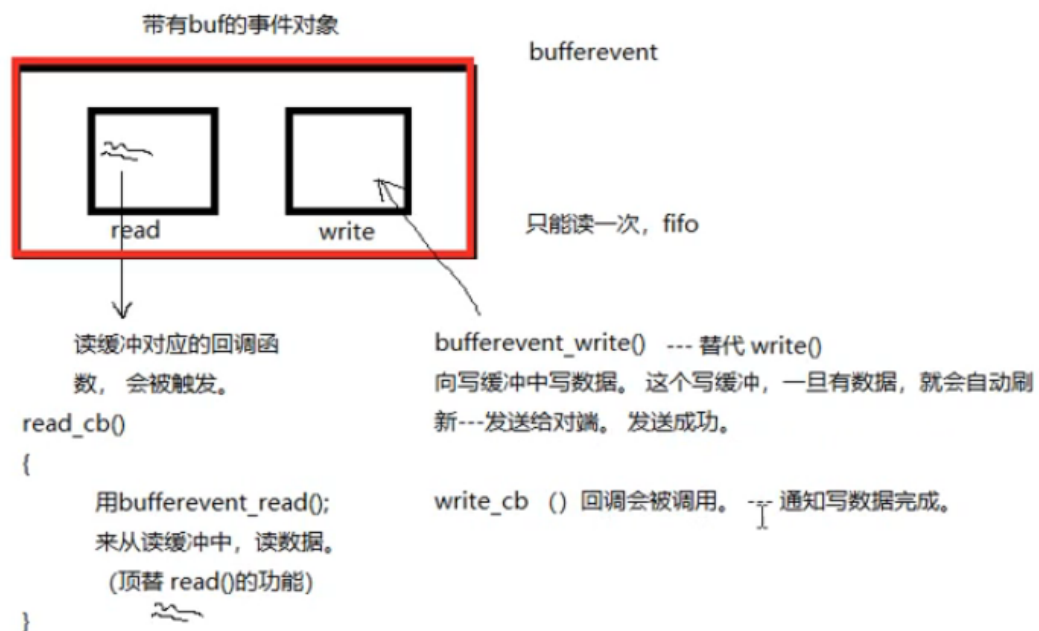 带有buf的事件对象
bufferevent
read
write
只能读一次，fifo
读缓冲对应的回调函
数， 会被触发。
read_cb()
{
用bufferevent_read();
来从读缓冲中，读数据。
(顶替 read()的功能)
}
bufferevent_write() --- 替代 write()
向写缓冲中写数据。 这个写缓冲，一旦有数据，就会自动刷
新---发送给对端。 发送成功。
write_cb () 回调会被调用。 --- 通知写数据完成。